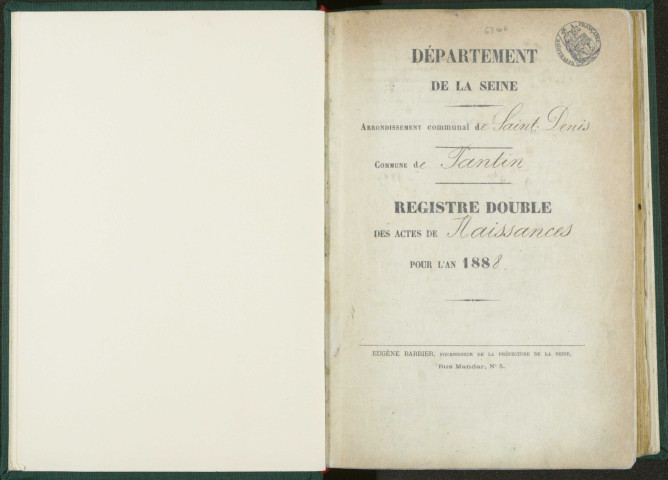 DÉPARTEMENT
DE LA SEINE
ARRONDISSEMENT communal de Saint-Denis
COMMUNE de Pantin
REGISTRE DOUBLE
DES ACTES DE Naissances
POUR L'AN 1888
EUGÈNE BARBIER, FOURNISSEUR DE LA PRÉFECTURE DE LA SEINE,
Rue Mandar, N° 5.